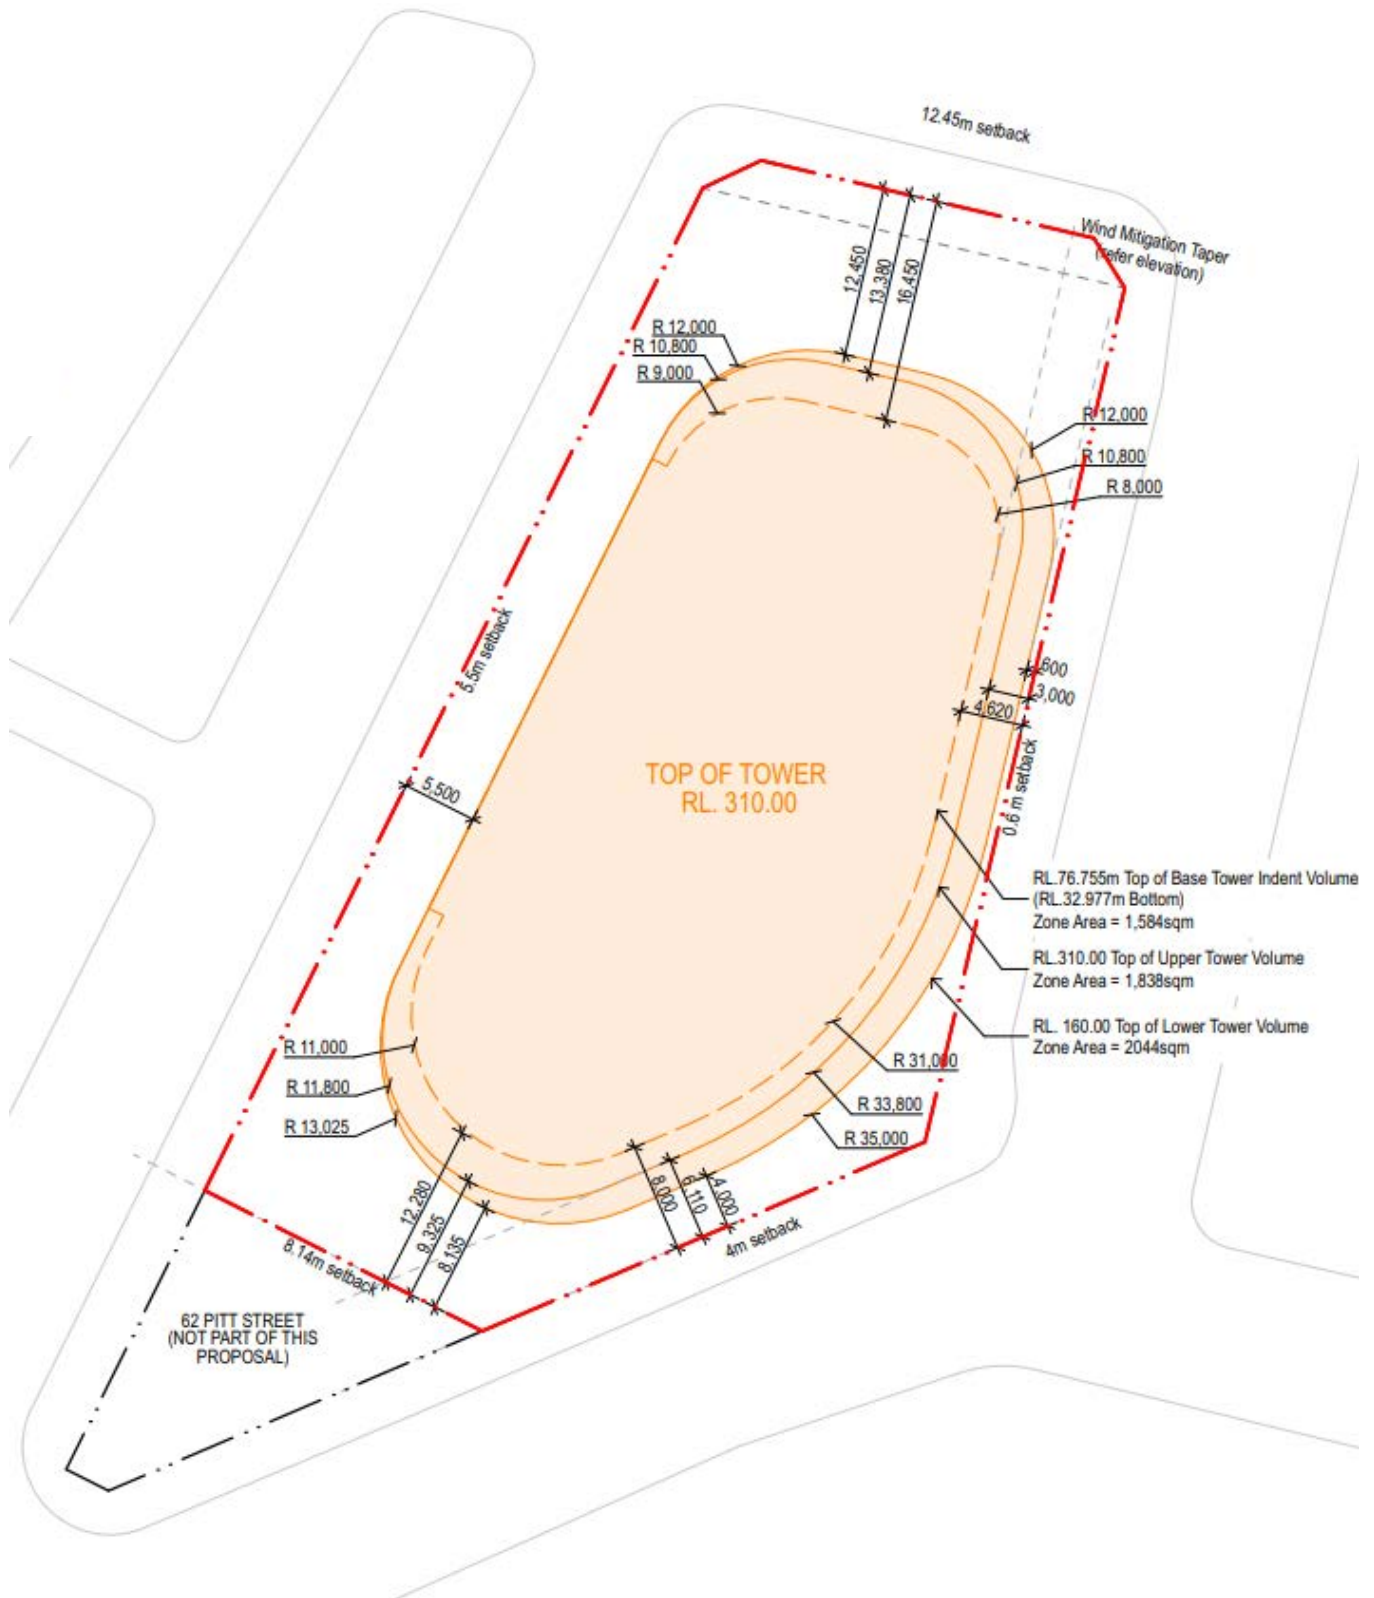 12.45m setback
Wind Mitigation Taper
(refer elevation)
12,450
13,380
16,450
R 12,000
R 10,800
R 9,000
R 12,000
R 10,800
R 8,000
5.5m setback
600
3,000
4,620
0.6 m setback
TOP OF TOWER
RL. 310.00
5,500
RL.76.755m Top of Base Tower Indent Volume
(RL.32.977m Bottom)
Zone Area = 1,584sqm
RL.310.00 Top of Upper Tower Volume
Zone Area = 1,838sqm
RL. 160.00 Top of Lower Tower Volume
Zone Area = 2044sqm
R 11,000
R 11,800
R 13,025
R 31,000
R 33,800
R 35,000
12,280
9,325
8,135
8,000
6,110
4,000
8.14m setback
4m setback
62 PITT STREET
(NOT PART OF THIS
PROPOSAL)